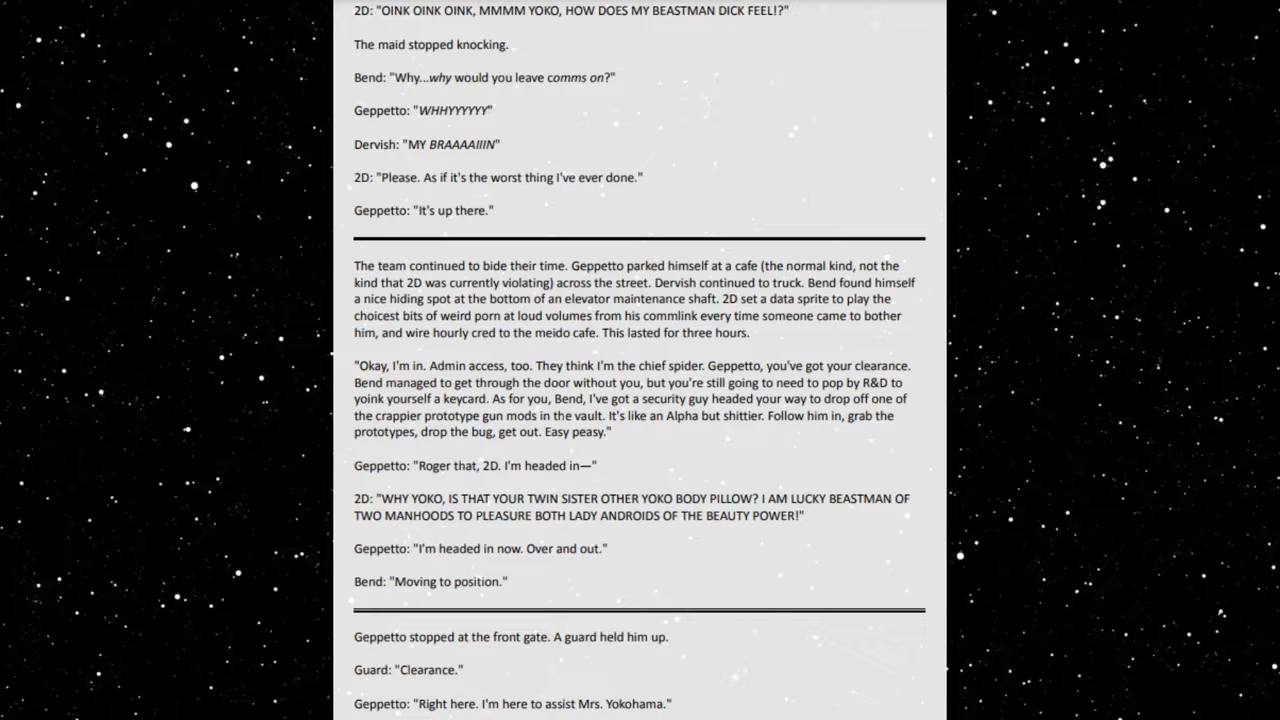 2D: "OINK OINK OINK, MMMM YOKO, HOW DOES MY BEASTMAN DICK FEEL!?"
The maid stopped knocking.
Bend: "Why...why would you leave comms on?"
Geppetto: "WHHYYYYYY"
Dervish: "MY BRAAAAIIIN"
2D: "Please. As if it's the worst thing I've ever done."
Geppetto: "It's up there."
The team continued to bide their time. Geppetto parked himself at a cafe (the normal kind, not the
kind that 2D was currently violating) across the street. Dervish continued to truck. Bend found himself
a nice hiding spot at the bottom of an elevator maintenance shaft. 2D set a data sprite to play the
choicest bits of weird porn at loud volumes from his commlink every time someone came to bother
him, and wire hourly cred to the meido cafe. This lasted for three hours.
"Okay, I'm in. Admin access, too. They think I'm the chief spider. Geppetto, you've got your clearance.
Bend managed to get through the door without you, but you're still going to need to pop by R&D to
yoink yourself a keycard. As for you, Bend, I've got a security guy headed your way to drop off one of
the crappier prototype gun mods in the vault. It's like an Alpha but shittier. Follow him in, grab the
prototypes, drop the bug, get out. Easy peasy."
Geppetto: "Roger that, 2D. I'm headed in—"
2D: "WHY YOKO, IS THAT YOUR TWIN SISTER OTHER YOKO BODY PILLOW? I AM LUCKY BEASTMAN OF
TWO MANHOODS TO PLEASURE BOTH LADY ANDROIDS OF THE BEAUTY POWER!"
Geppetto: "I'm headed in now. Over and out."
Bend: "Moving to position."
Geppetto stopped at the front gate. A guard held him up.
Guard: "Clearance."
Geppetto: "Right here. I'm here to assist Mrs. Yokohama."